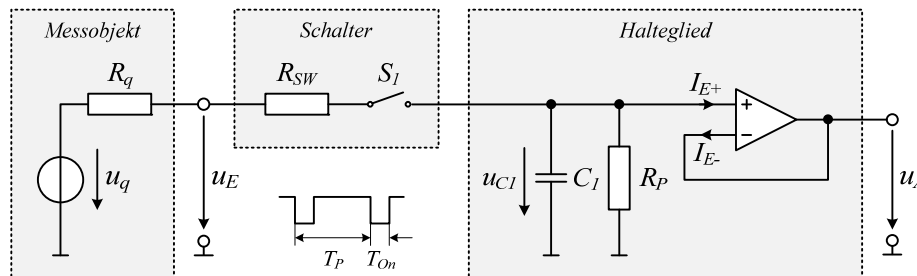 Messobjekt
Schalter
Halteglied
R_q
R_SW
S_1
I_E+
+
−
I_E-
u_q
u_E
u_C1
C_1
R_P
T_P
T_On